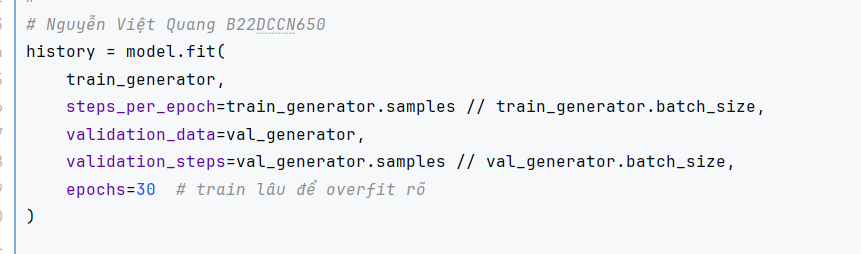 # Nguyễn Việt Quang B22DCCN650
history = model.fit(
    train_generator,
    steps_per_epoch=train_generator.samples // train_generator.batch_size,
    validation_data=val_generator,
    validation_steps=val_generator.samples // val_generator.batch_size,
    epochs=30  # train lâu để overfit rõ
)